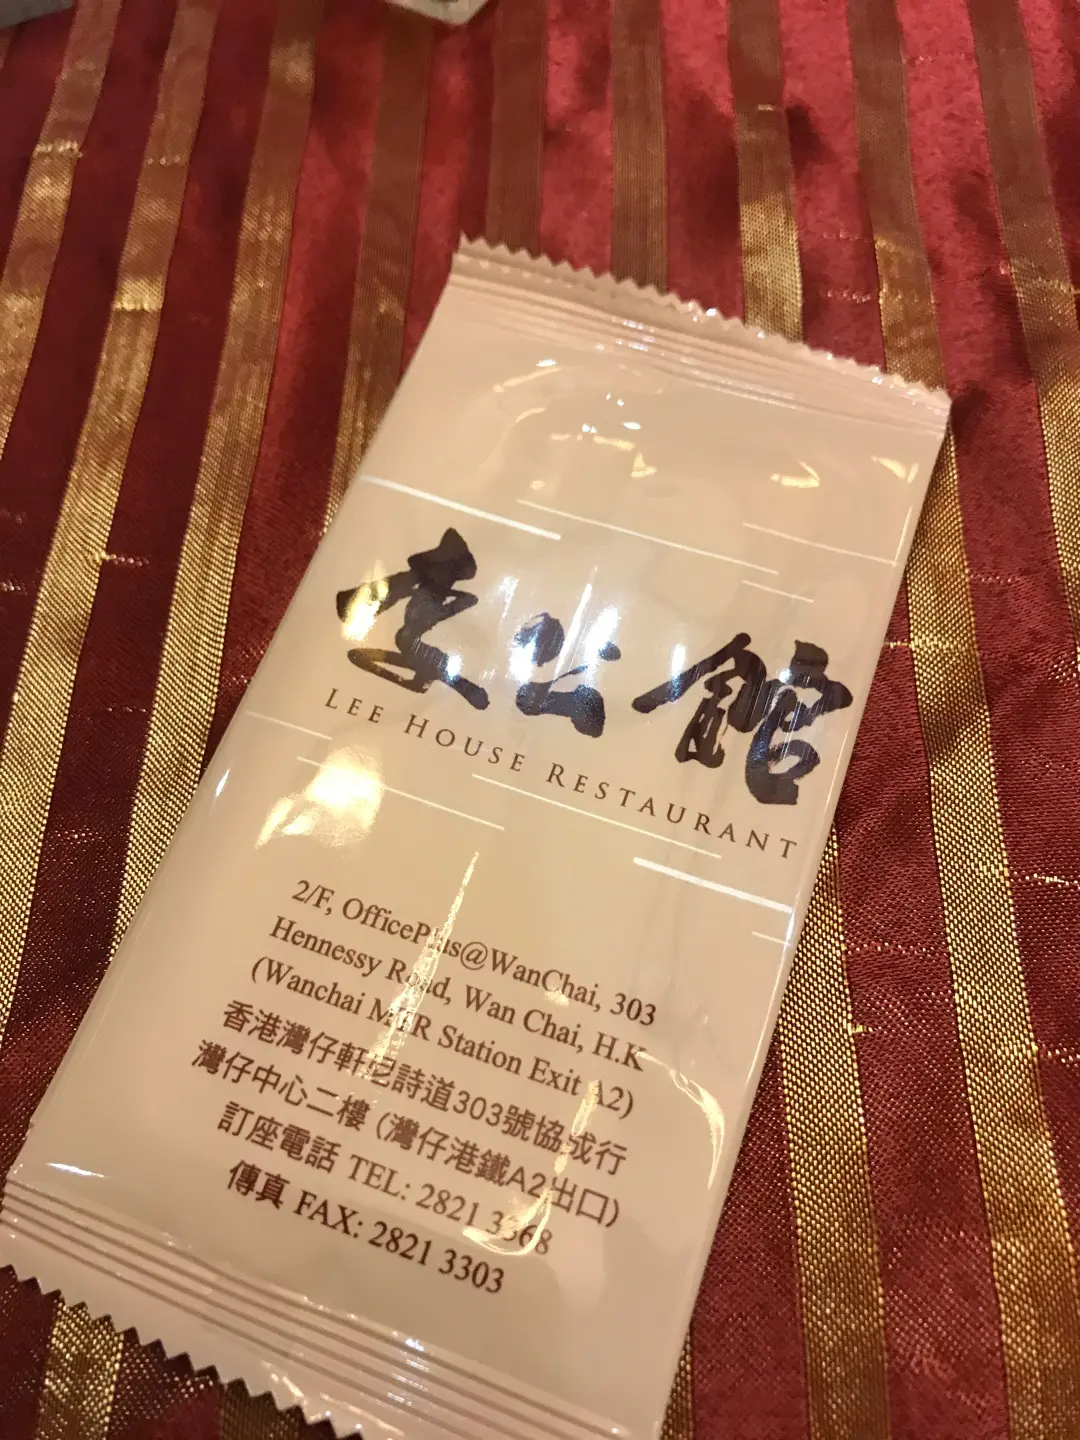 李公館
LEE HOUSE RESTAURANT
2/F, OfficePlus@WanChai, 303
Hennessy Road, Wan Chai, H.K
(Wanchai MTR Station Exit A2)
香港灣仔軒尼詩道303號協成行
灣仔中心二樓 (灣仔港鐵A2出口)
訂座電話 TEL: 2821 3368
傳真 FAX: 2821 3303